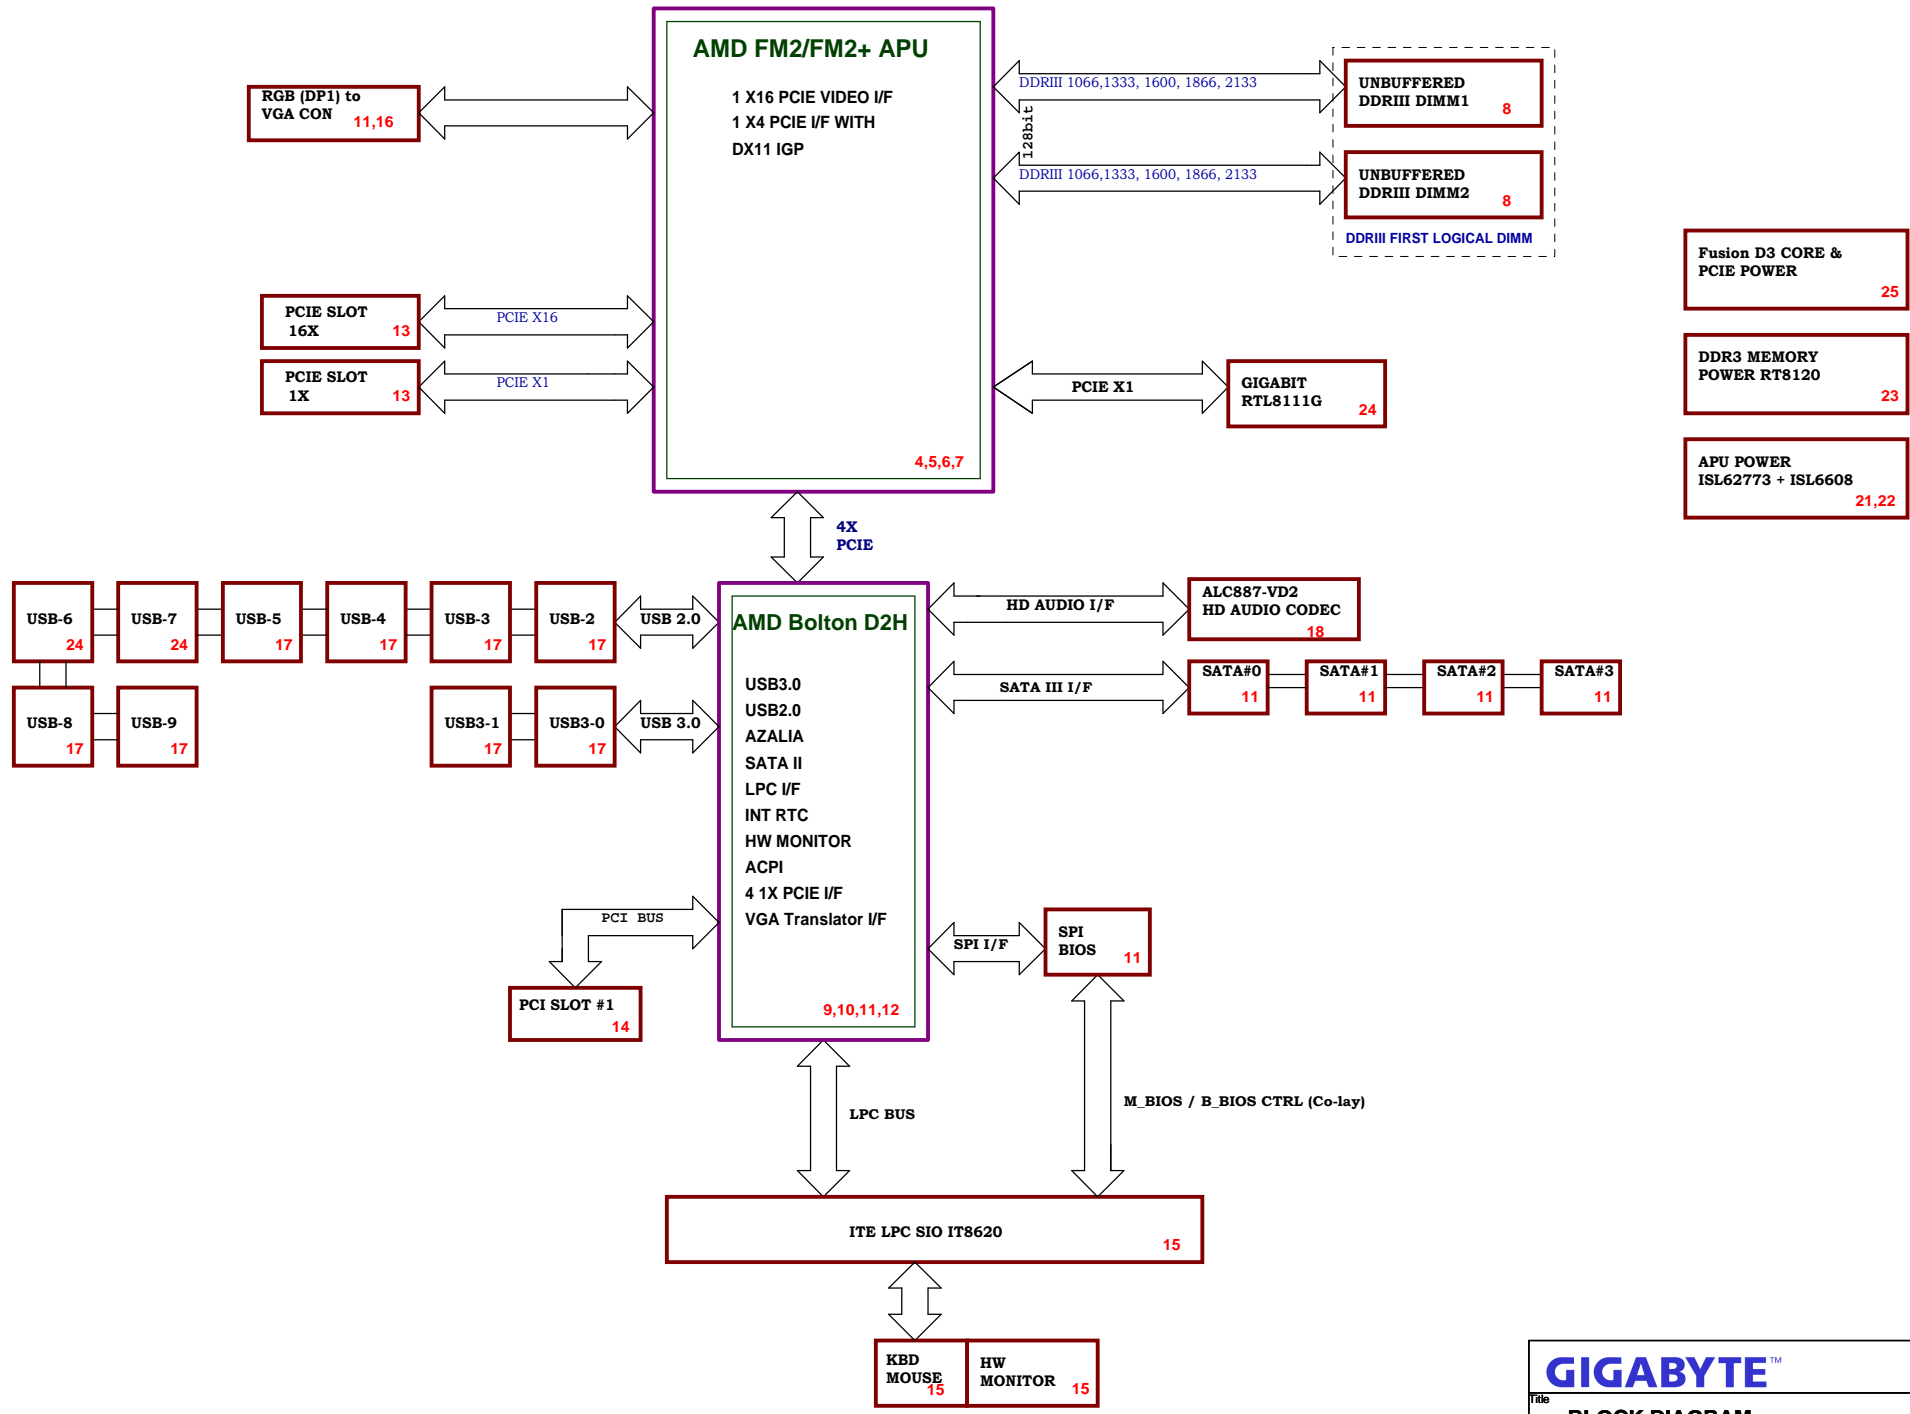 AMD FM2/FM2+ APU
1 X16 PCIE VIDEO I/F
1 X4 PCIE I/F WITH
DX11 IGP
4,5,6,7
RGB (DP1) to
VGA CON 11,16
DDRIII 1066,1333, 1600, 1866, 2133
128bit
DDRIII 1066,1333, 1600, 1866, 2133
UNBUFFERED
DDRIII DIMM1
8
UNBUFFERED
DDRIII DIMM2
8
DDRIII FIRST LOGICAL DIMM
Fusion D3 CORE &
PCIE POWER
25
DDR3 MEMORY
POWER RT8120
23
APU POWER
ISL62773 + ISL6608
21,22
PCIE SLOT
16X 13
PCIE X16
PCIE SLOT
1X 13
PCIE X1
PCIE X1
GIGABIT
RTL8111G
24
4X
PCIE
USB-6
24
USB-7
24
USB-5
17
USB-4
17
USB-3
17
USB-2
17
USB 2.0
USB-8
17
USB-9
17
USB3-1
17
USB3-0
17
USB 3.0
AMD Bolton D2H
USB3.0
USB2.0
AZALIA
SATA II
LPC I/F
INT RTC
HW MONITOR
ACPI
4 1X PCIE I/F
VGA Translator I/F
9,10,11,12
HD AUDIO I/F
ALC887-VD2
HD AUDIO CODEC
18
SATA III I/F
SATA#0
11
SATA#1
11
SATA#2
11
SATA#3
11
PCI BUS
PCI SLOT #1
14
SPI I/F
SPI
BIOS
11
LPC BUS
M_BIOS / B_BIOS CTRL (Co-lay)
ITE LPC SIO IT8620
15
KBD
MOUSE
15
HW
MONITOR 15
GIGABYTE™
Title
BLOCK DIAGRAM